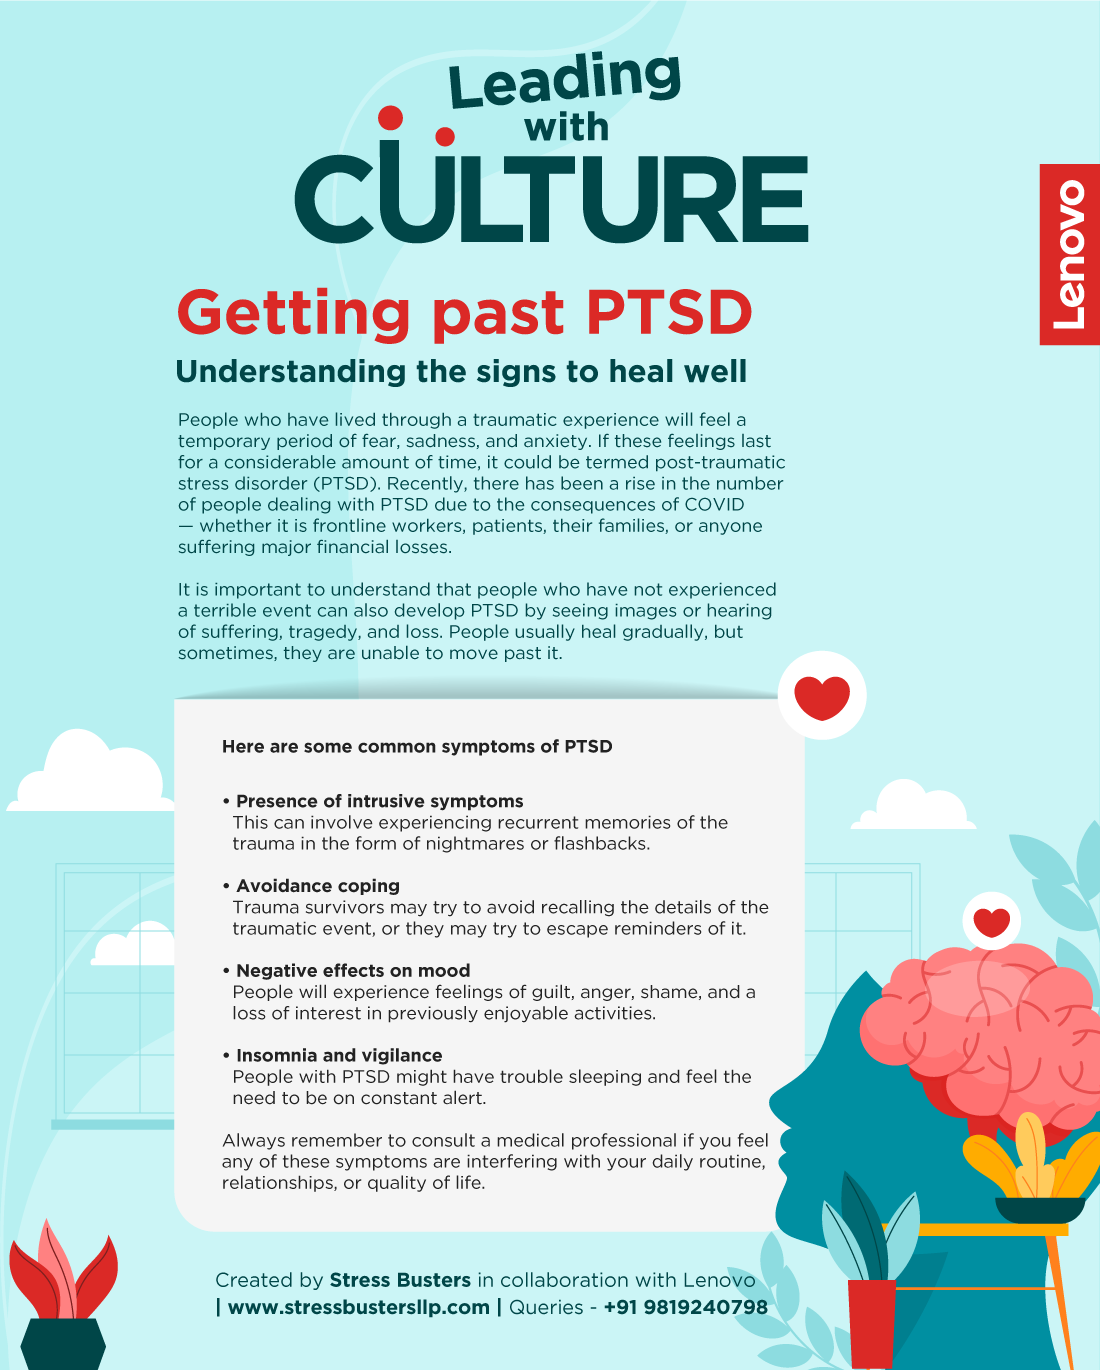 Leading
with
CULTURE
Lenovo
Getting past PTSD
Understanding the signs to heal well
People who have lived through a traumatic experience will feel a
temporary period of fear, sadness, and anxiety. If these feelings last
for a considerable amount of time, it could be termed post-traumatic
stress disorder (PTSD). Recently, there has been a rise in the number
of people dealing with PTSD due to the consequences of COVID
— whether it is frontline workers, patients, their families, or anyone
suffering major financial losses.
It is important to understand that people who have not experienced
a terrible event can also develop PTSD by seeing images or hearing
of suffering, tragedy, and loss. People usually heal gradually, but
sometimes, they are unable to move past it.
Here are some common symptoms of PTSD
• Presence of intrusive symptoms
This can involve experiencing recurrent memories of the
trauma in the form of nightmares or flashbacks.
• Avoidance coping
Trauma survivors may try to avoid recalling the details of the
traumatic event, or they may try to escape reminders of it.
• Negative effects on mood
People will experience feelings of guilt, anger, shame, and a
loss of interest in previously enjoyable activities.
• Insomnia and vigilance
People with PTSD might have trouble sleeping and feel the
need to be on constant alert.
Always remember to consult a medical professional if you feel
any of these symptoms are interfering with your daily routine,
relationships, or quality of life.
Created by Stress Busters in collaboration with Lenovo
| www.stressbustersllp.com | Queries - +91 9819240798